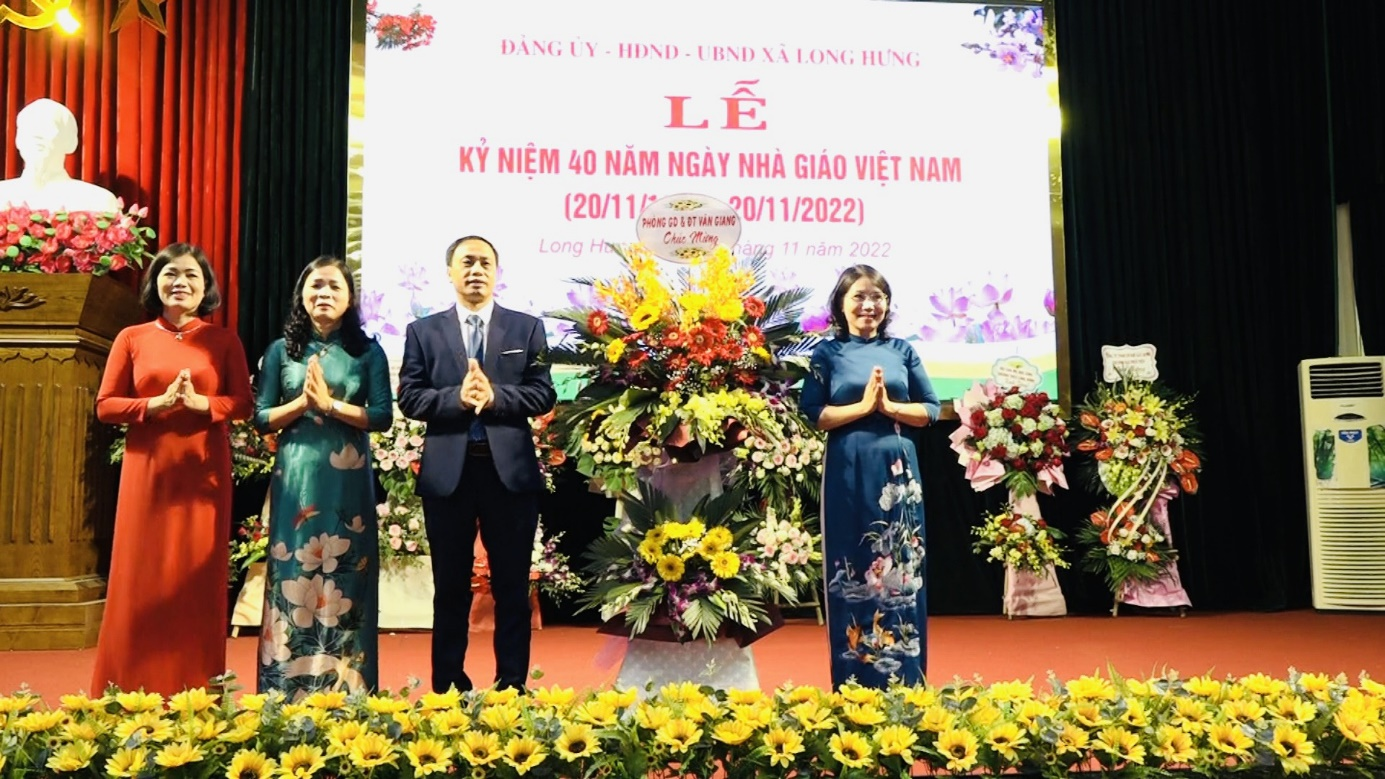 ĐẢNG ỦY - HĐND - UBND XÃ LONG HƯNG
LỄ
KỶ NIỆM 40 NĂM NGÀY NHÀ GIÁO VIỆT NAM
(20/11/ 20/11/2022)
Long Hư háng 11 năm 2022
PHÒNG GD & ĐT VĂN GIANG
Chúc Mừng